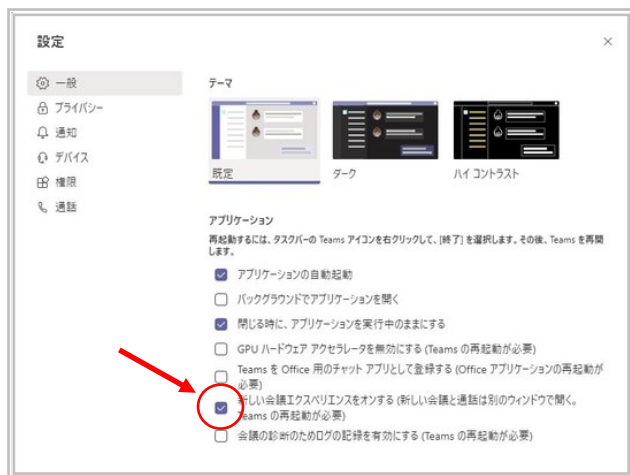 設定
一般
プライバシー
通知
デバイス
権限
通話
テーマ
既定
ダーク
ハイ コントラスト
アプリケーション
再起動するには、タスクバーの Teams アイコンを右クリックして、[終了] を選択します。その後、Teams を再開
します。
アプリケーションの自動起動
バックグラウンドでアプリケーションを開く
閉じる時に、アプリケーションを実行中のままにする
GPU ハードウェア アクセラレータを無効にする (Teams の再起動が必要)
Teams を Office 用のチャット アプリとして登録する (Office アプリケーションの再起動が
必要)
新しい会議エクスペリエンスをオンする (新しい会議と通話は別のウィンドウで開く。
Teams の再起動が必要)
会議の診断のためログの記録を有効にする (Teams の再起動が必要)